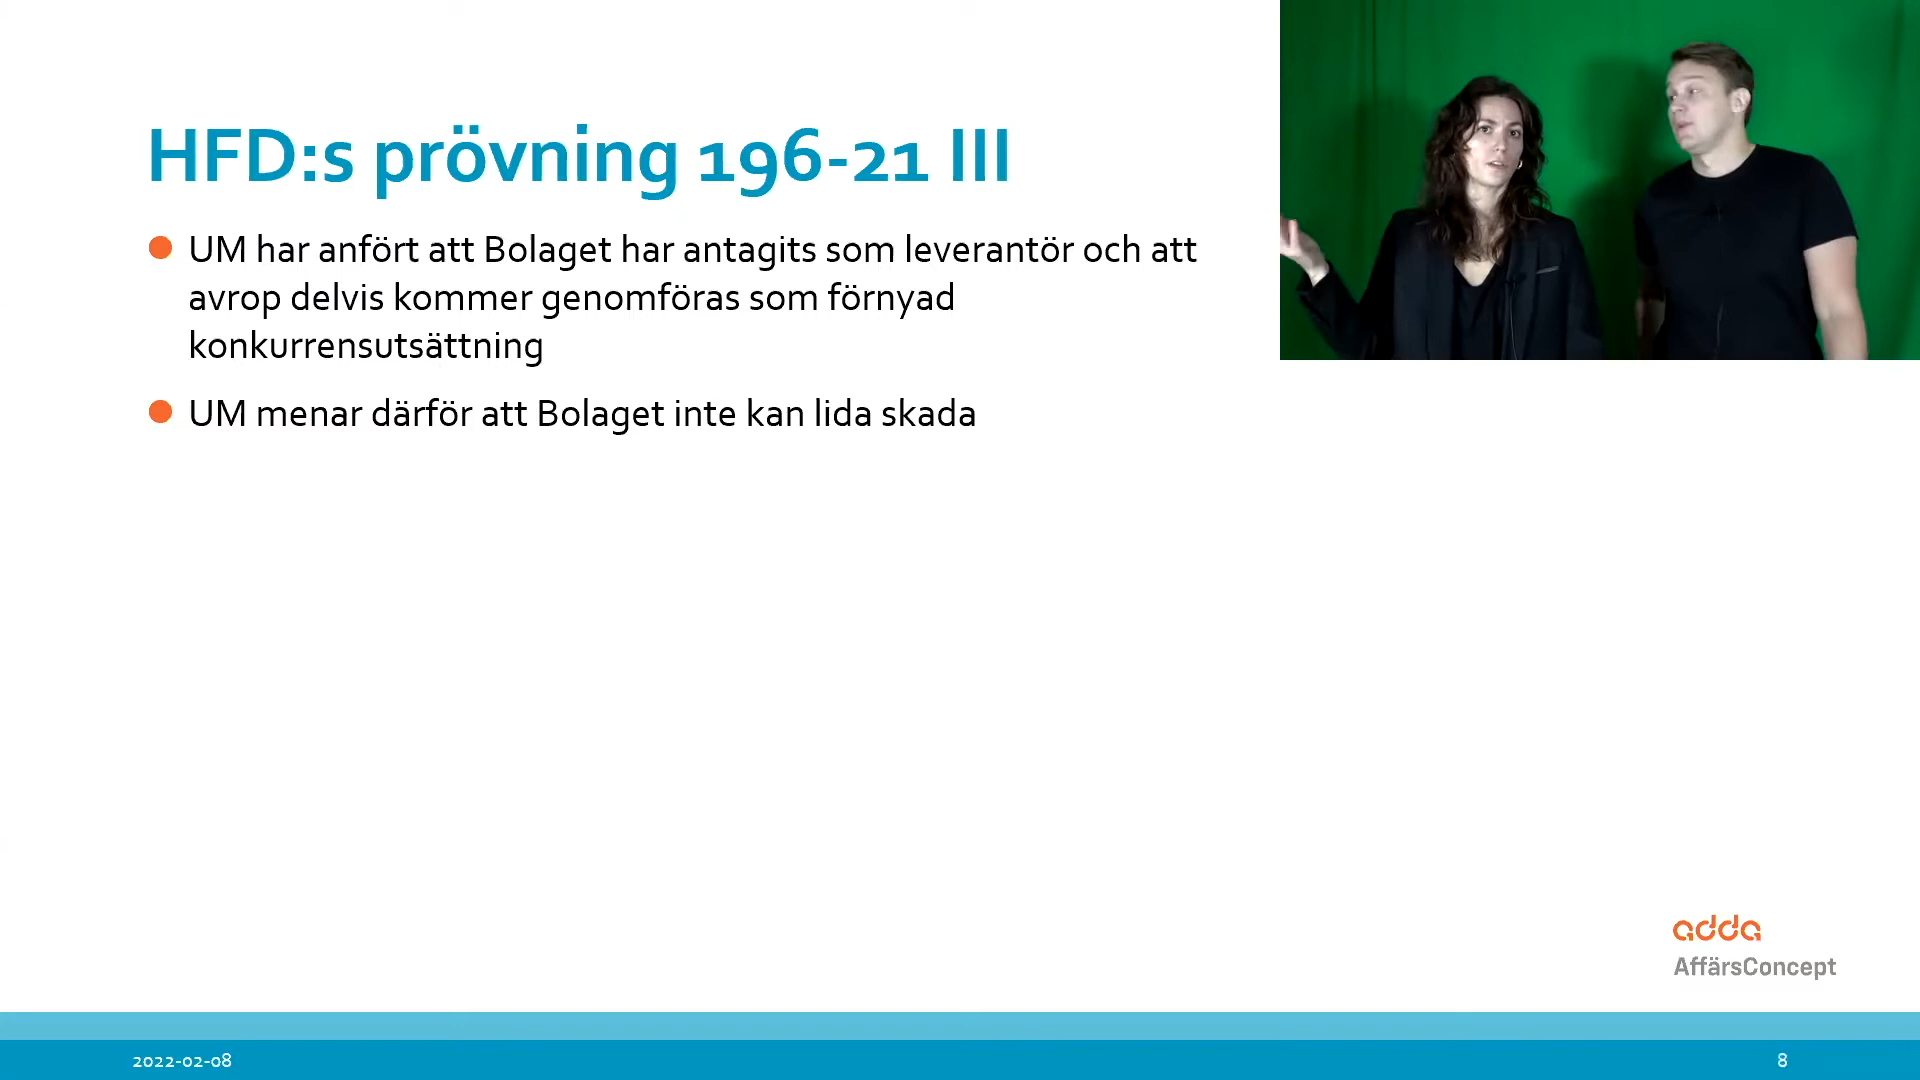 HFD:s prövning 196-21 III
UM har anfört att Bolaget har antagits som leverantör och att
avrop delvis kommer genomföras som förnyad
konkurrensutsättning
UM menar därför att Bolaget inte kan lida skada
adda
AffärsConcept
2022-02-08
8